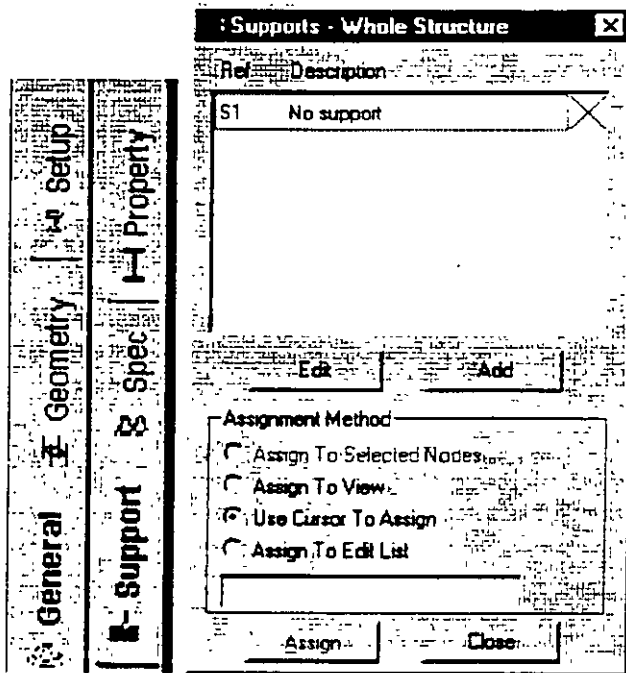 : Supports - Whole Structure
Ref Description
S1 No support
Edit Add
Assignment Method
Assign To Selected Nodes
Assign To View
Use Cursor To Assign
Assign To Edit List
Assign Close
General Geometry Setup
Support Spec Property